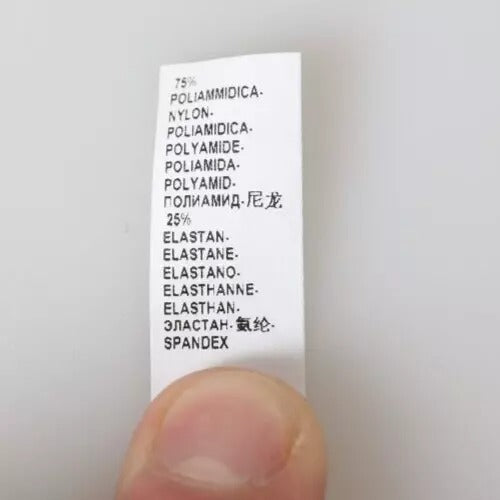 75%
POLIAMMIDICA-
NYLON-
POLIAMIDICA-
POLYAMIDE-
POLIAMIDA-
POLYAMID-
ПОЛИАМИД-尼龙
25%
ELASTAN-
ELASTANE-
ELASTANO-
ELASTHANNE-
ELASTHAN-
ЭЛАСТАН-氨纶-
SPANDEX